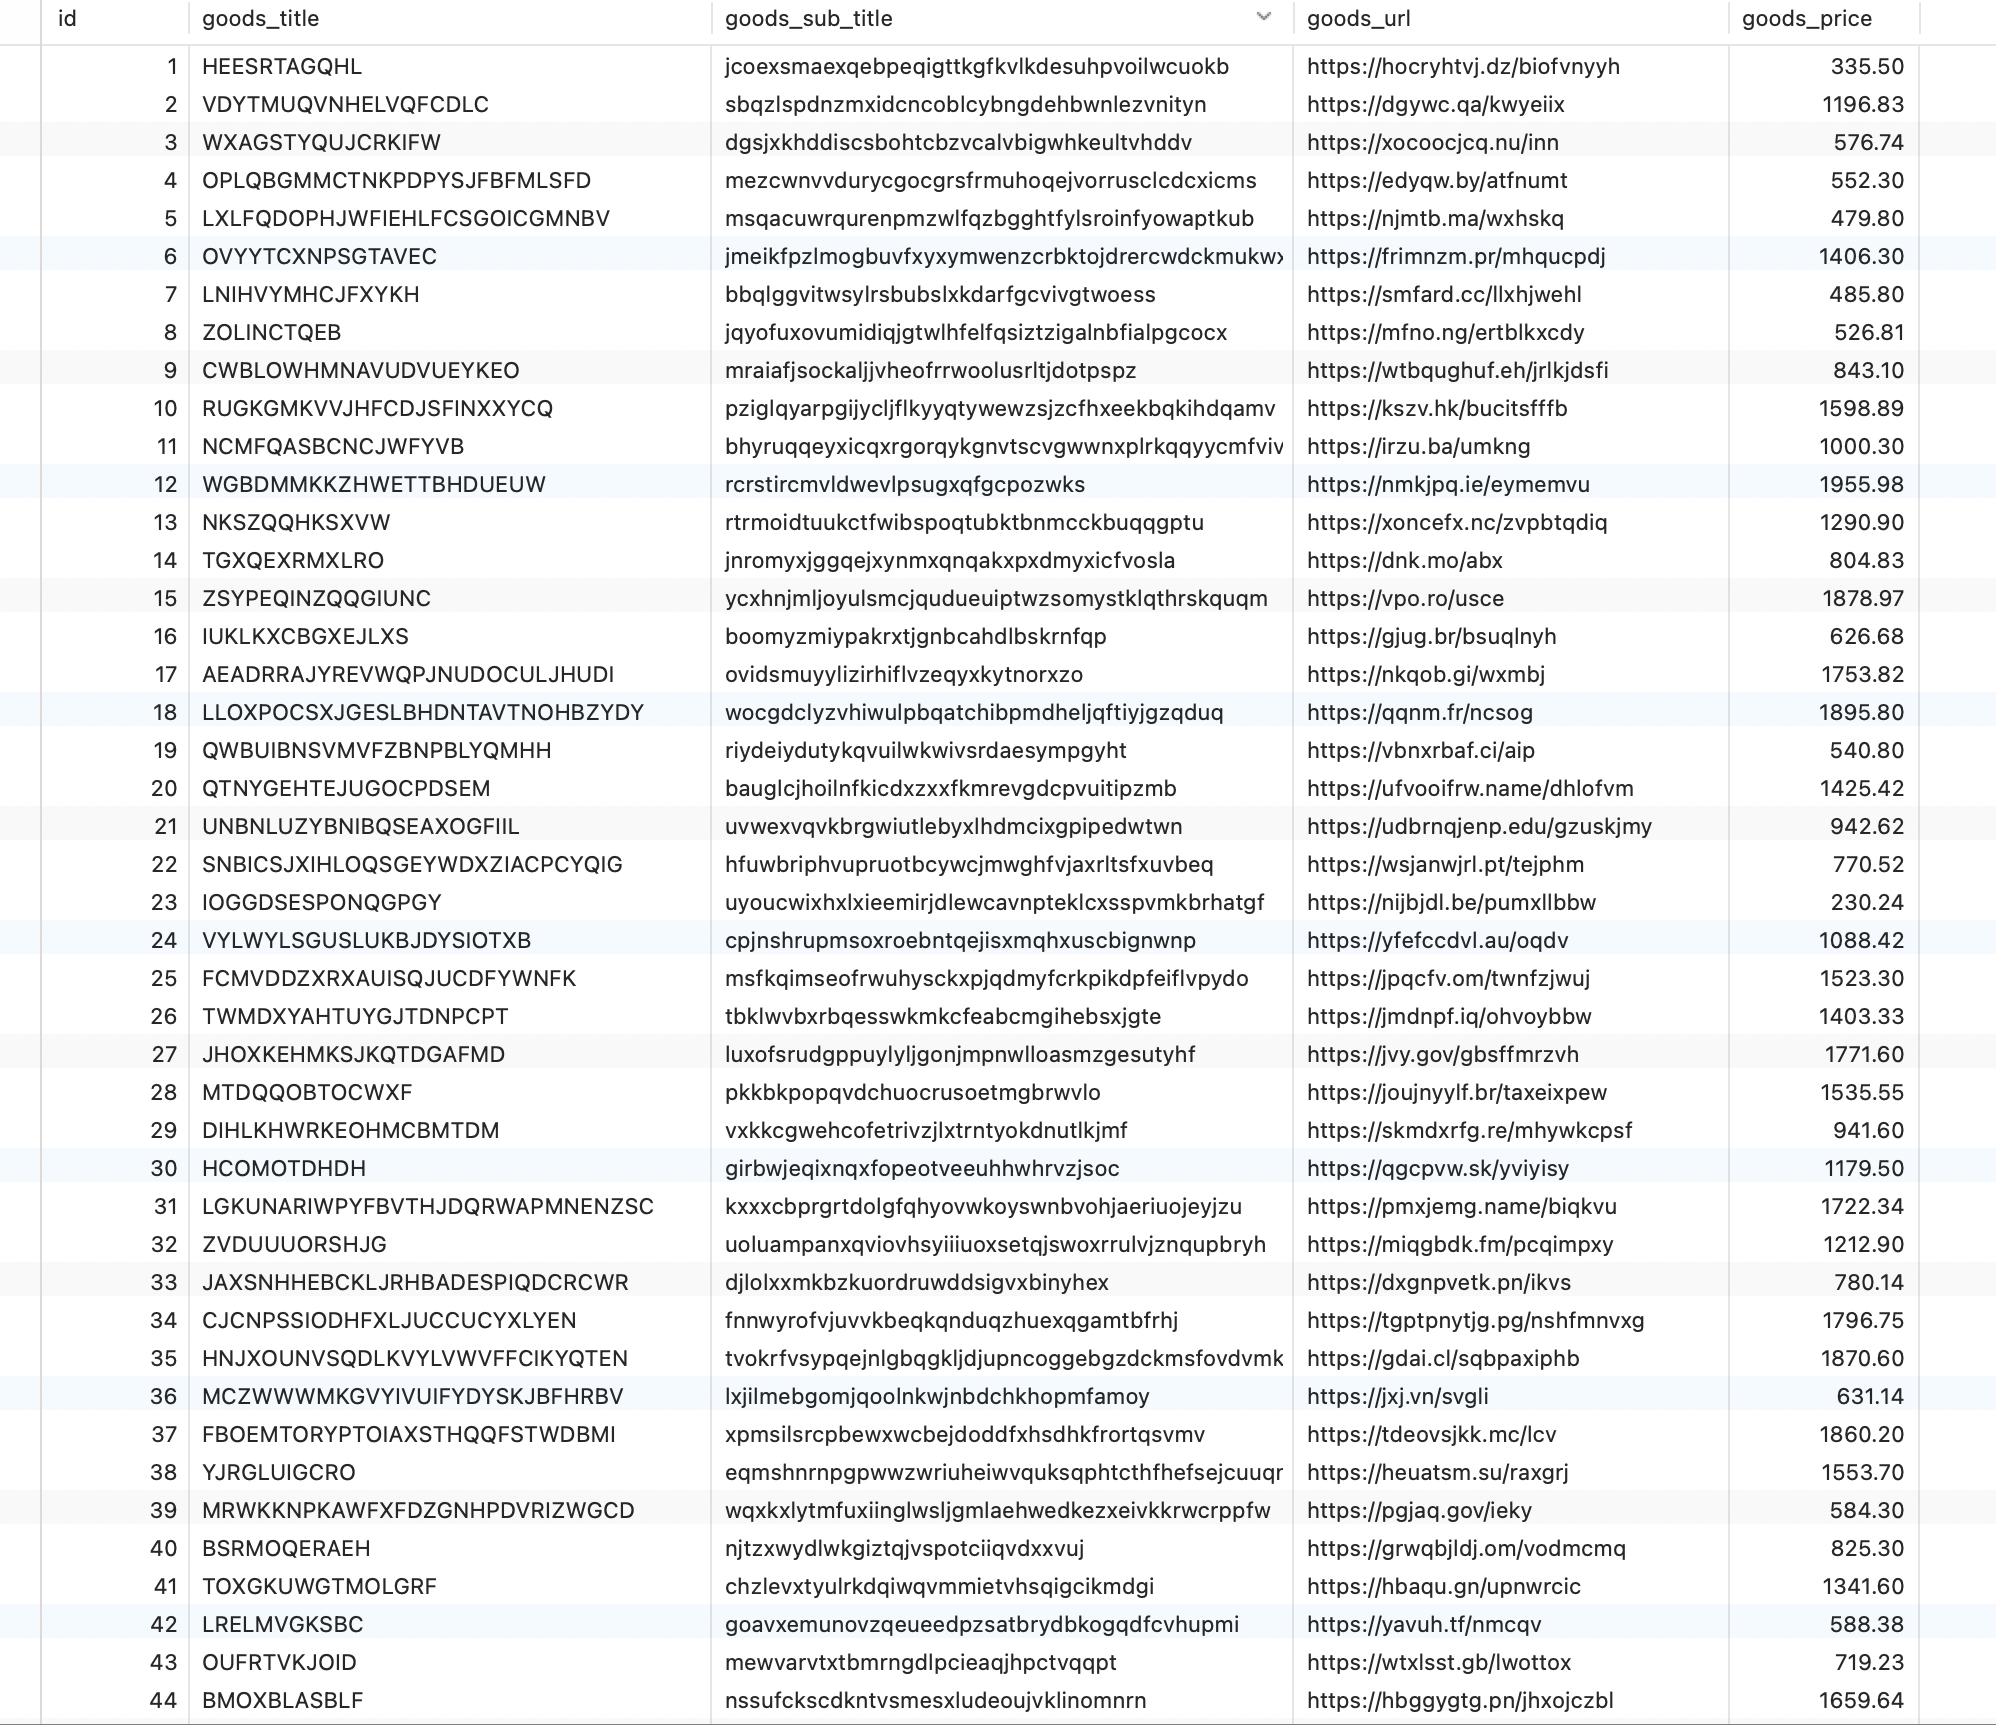 id goods_title goods_sub_title goods_url goods_price
1 HEESRTAGQHL jcoexsmaexqebpeqigttkgfkvlkdesuhpvoilwcuokb https://hocryhtvj.dz/biofvnyyh 335.50
2 VDYTMUQVNHELVQFCDLC sbqzlspdnzmxidcncoblcybngdehbwnlezvnityn https://dgywc.qa/kwyeiix 1196.83
3 WXAGSTYQUJCRKIFW dgsjxkhddiscsbohtcbzvcalvbigwhkeultvhddv https://xocoocjcq.nu/inn 576.74
4 OPLQBGMMCTNKPDPYSJFBFMLSFD mezcwnvvdurycgocgrsfrmuhoqejvorrusclcdcxicms https://edyqw.by/atfnumt 552.30
5 LXLFQDOPHJWFIEHLFCSGOICGMNBV msqacuwrqurenpmzwlfqzbgghtfylsroinfyowaptkub https://njmtb.ma/wxhskq 479.80
6 OVYYTCXNPSGTAVEC jmeikfpzlmogbuvfxyxymwenzcrbktojdrercwdckmukwx https://frimnzm.pr/mhqucpdj 1406.30
7 LNIHVYMHCJFXYKH bbqlggvitwsylrsbubslxkdarfgcvivgtwoess https://smfard.cc/llxhjwehl 485.80
8 ZOLINCTQEB jqyofuxovumidiqjgtwlhfelfqsiztzigalnbfialpgcocx https://mfno.ng/ertblkxcdy 526.81
9 CWBLOWHMNAVUDVUEYKEO mraiafjsockaljjvheofrrwoolusrltjdotpspz https://wtbqughuf.eh/jrlkjdsfi 843.10
10 RUGKGMKVVJHFCDJSFINXXYCQ pziglqyarpgijycljflkyyqtywewzsjzcfhxeekbqkihdqamv https://kszv.hk/bucitsfffb 1598.89
11 NCMFQASBCNCJWFYVB bhyruqqeyxicqxrgorqykgnvtscvgwwnxplrkqqyycmfviv https://irzu.ba/umkng 1000.30
12 WGBDMMKKZHWETTBHDUEUW rcrstircmvldwevlpsugxqfgcpozwks https://nmkjpq.ie/eymemvu 1955.98
13 NKSZQQHKSXVW rtrmoidtuukctfwibspoqtubktbnmcckbuqqgptu https://xoncefx.nc/zvpbtqdiq 1290.90
14 TGXQEXRMXLRO jnromyxjggqejxynmxqnqakxpxdmyxicfvosla https://dnk.mo/abx 804.83
15 ZSYPEQINZQQGIUNC ycxhnjmljoyulsmcjqudueuiptwzsomystklqthrskquqm https://vpo.ro/usce 1878.97
16 IUKLKXCBGXEJLXS boomyzmiypakrxtjgnbcahdlbskrnfqp https://gjug.br/bsuqlnyh 626.68
17 AEADRRAJYREVWQPJNUDOCULJHUDI ovidsmuyylizirhiflvzeqyxkytnorxzo https://nkqob.gi/wxmbj 1753.82
18 LLOXPOCSXJGESLBHDNTAVTNOHBZYDY wocgdclyzvhiwulpbqatchibpmdheljqftiyjgzqduq https://qqnm.fr/ncsog 1895.80
19 QWBUIBNSVMVFZBNPBLYQMHH riydeiydutykqvuilwkwivsrdaesympgyht https://vbnxrbaf.ci/aip 540.80
20 QTNYGEHTEJUGOCPDSEM bauglcjhoilnfkicdxzxxfkmrevgdcpvuitipzmb https://ufvooifrw.name/dhlofvm 1425.42
21 UNBNLUZYBNIBQSEAXOGFIIL uvwexvqvkbrgwiutlebyxlhdmcixgpipedwtwn https://udbrnqjenp.edu/gzuskjmy 942.62
22 SNBICSJXIHLOQSGEYWDXZIACPCYQIG hfuwbriphvupruotbcywcjmwghfvjaxrltsfxuvbeq https://wsjanwjrl.pt/tejphm 770.52
23 IOGGDSESPONQGPGY uyoucwixhxlxieemirjdlewcavnpteklcxsspvmkbrhatgf https://nijbjdl.be/pumxllbbw 230.24
24 VYLWYLSGUSLUKBJDYSIOTXB cpjnshrupmsoxroebntqejisxmqhxuscbignwnp https://yfefccdvl.au/oqdv 1088.42
25 FCMVDDZXRXAUISQJUCDFYWNFK msfkqimseofrwuhysckxpjqdmyfcrkpikdpfeiflvpydo https://jpqcfv.om/twnfzjwuj 1523.30
26 TWMDXYAHTUYGJTDNPCPT tbklwvbxrbqesswkmkcfeabcmgihebsxjgte https://jmdnpf.iq/ohvoybbw 1403.33
27 JHOXKEHMKSJKQTDGAFMD luxofsrudgppuylyljgonjmpnwlloasmzgesutyhf https://jvy.gov/gbsffmrzvh 1771.60
28 MTDQQOBTOCWXF pkkbkpopqvdchuocrusoetmgbrwvlo https://joujnyylf.br/taxeixpew 1535.55
29 DIHLKHWRKEOHMCBMTDM vxkkcgwehcofetrivzjlxtrntyokdnutlkjmf https://skmdxrfg.re/mhywkcpsf 941.60
30 HCOMOTDHDH girbwjeqixnqxfopeotveeuhhwhrvzjsoc https://qgcpvw.sk/yviyisy 1179.50
31 LGKUNARIWPYFBVTHJDQRWAPMNENZSC kxxxcbprgrtdolgfqhyovwkoyswnbvohjaeriuojeyjzu https://pmxjemg.name/biqkvu 1722.34
32 ZVDUUUORSHJG uoluampanxqviovhsyiiiuoxsetqjswoxrrulvjznqupbryh https://miqgbdk.fm/pcqimpxy 1212.90
33 JAXSNHHEBCKLJRHBADESPIQDCRCWR djlolxxmkbzkuordruwddsigvxbinyhex https://dxgnpvetk.pn/ikvs 780.14
34 CJCNPSSIODHFXLJUCCUCYXLYEN fnnwyrofvjuvvkbeqkqnduqzhuexqgamtbfrhj https://tgptpnytjg.pg/nshfmnvxg 1796.75
35 HNJXOUNVSQDLKVYLVWVFFCIKYQTEN tvokrfvsypqejnlgbqgkljdjupncoggebgzdckmsfovdvmk https://gdai.cl/sqbpaxiphb 1870.60
36 MCZWWWMKGVYIVUIFYDYSKJBFHRBV lxjilmebgomjqoolnkwjnbdchkhopmfamoy https://jxj.vn/svgli 631.14
37 FBOEMTORYPTOIAXSTHQQFSTWDBMI xpmsilsrcpbewxwcbejdoddfxhsdhkfrortqsvmv https://tdeovsjkk.mc/lcv 1860.20
38 YJRGLUIGCRO eqmshnrnpgpwwzwriuheiwvquksqphtcthfhefsejcuuqr https://heuatsm.su/raxgrj 1553.70
39 MRWKKNPKAWFXFDZGNHPDVRIZWGCD wqxkxlytmfuxiinglwsljgmlaehwedkezxeivkkrwcrppfw https://pgjaq.gov/ieky 584.30
40 BSRMOQERAEH njtzxwydlwkgiztqjvspotciiqvdxxvuj https://grwqbjldj.om/vodmcmq 825.30
41 TOXGKUWGTMOLGRF chzlevxtyulrkdqiwqvmmietvhsqigcikmdgi https://hbaqu.gn/upnwrcic 1341.60
42 LRELMVGKSBC goavxemunovzqeueedpzsatbrydbkogqdfcvhupmi https://yavuh.tf/nmcqv 588.38
43 OUFRTVKJOID mewvarvtxtbmrngdlpcieaqjhpctvqqpt https://wtxlsst.gb/lwottox 719.23
44 BMOXBLASBLF nssufckscdkntvsmesxludeoujvklinomnrn https://hbggygtg.pn/jhxojczbl 1659.64